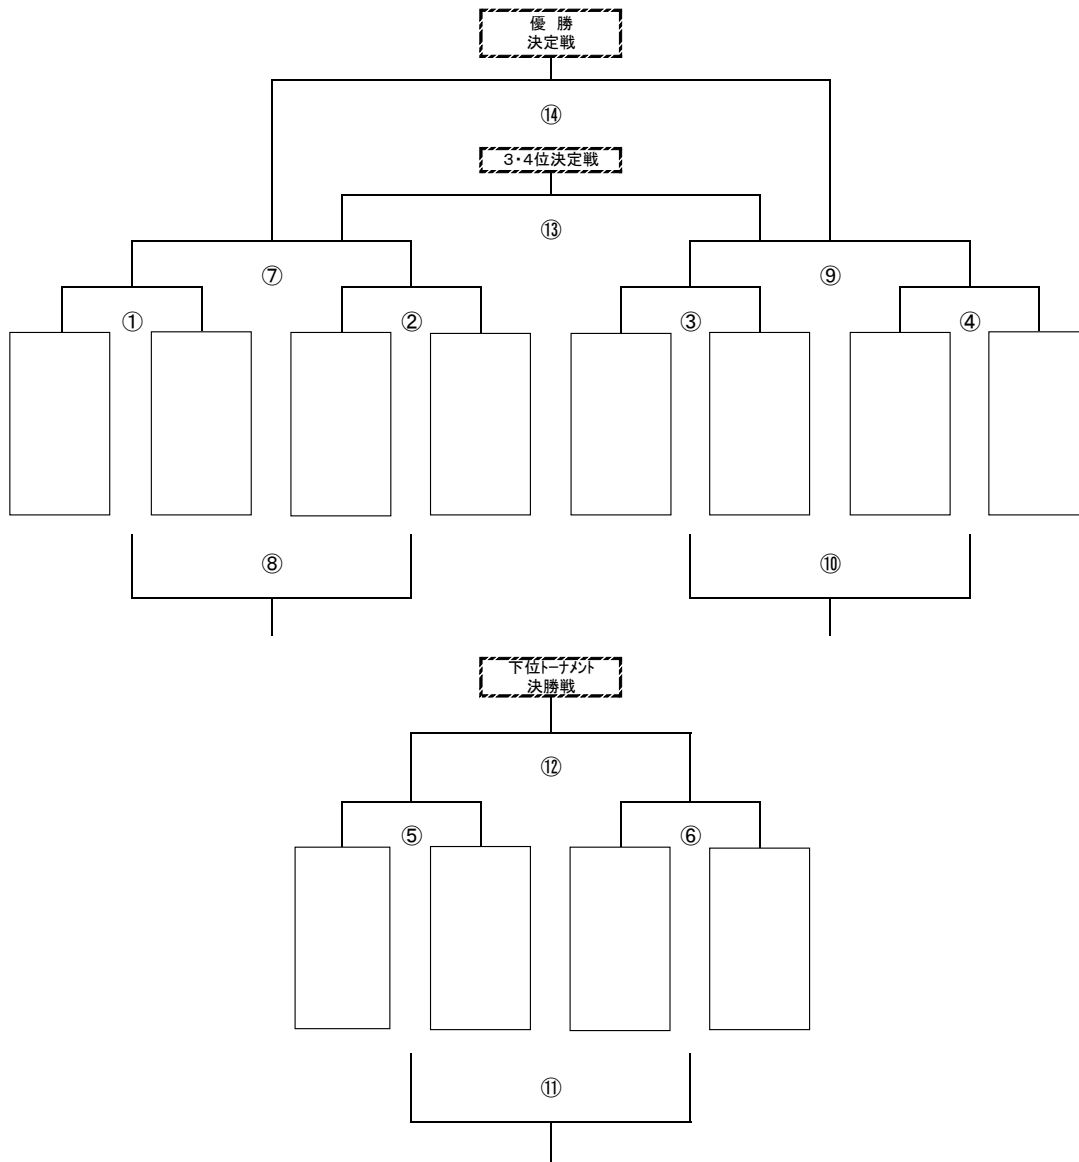 優 勝
決定戦
⑭
３・４位決定戦
⑬
⑦ ⑨
① ② ③ ④
⑧ ⑩
下位トーナメント
決勝戦
⑫
⑤ ⑥
⑪